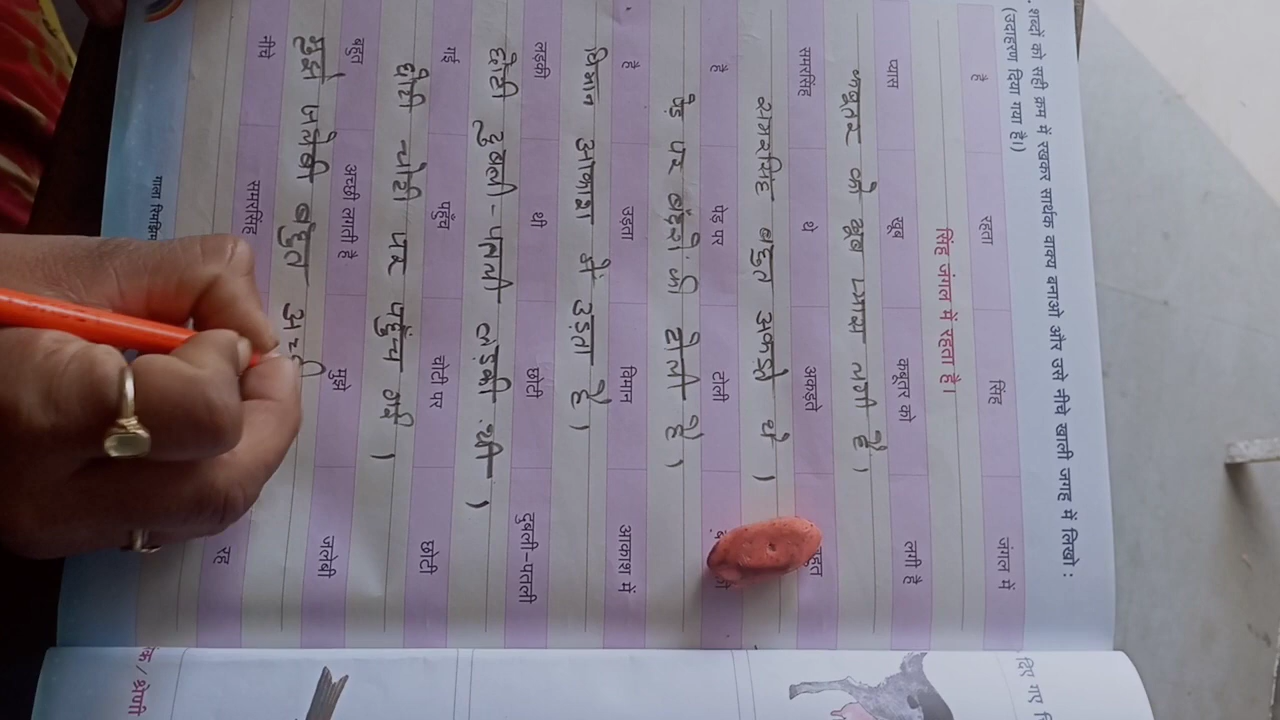 शब्दों को सही क्रम में रखकर सार्थक वाक्य बनाओ और उसे नीचे खाली जगह में लिखो :
(उदाहरण दिया गया है।)
है रहता सिंह जंगल में
सिंह जंगल में रहता है।
प्यास खूब कबूतर को लगी है
कबूतर को खूब प्यास लगी है।
समरसिंह थे अकड़ते बहुत
समरसिंह बहुत अकड़ते थे।
है पेड़ पर टोली
पेड़ पर बंदरों की टोली है।
है उड़ता विमान आकाश में
विमान आकाश में उड़ता है।
लड़की थी छोटी दुबली-पतली
छोटी दुबली-पतली लड़की थी।
गई पहुँच चोटी पर छोटी
छोटी चोटी पर पहुँच गई।
बहुत अच्छी लगती है मुझे जलेबी
मुझे जलेबी बहुत
नीचे समरसिंह रह
दिए गए